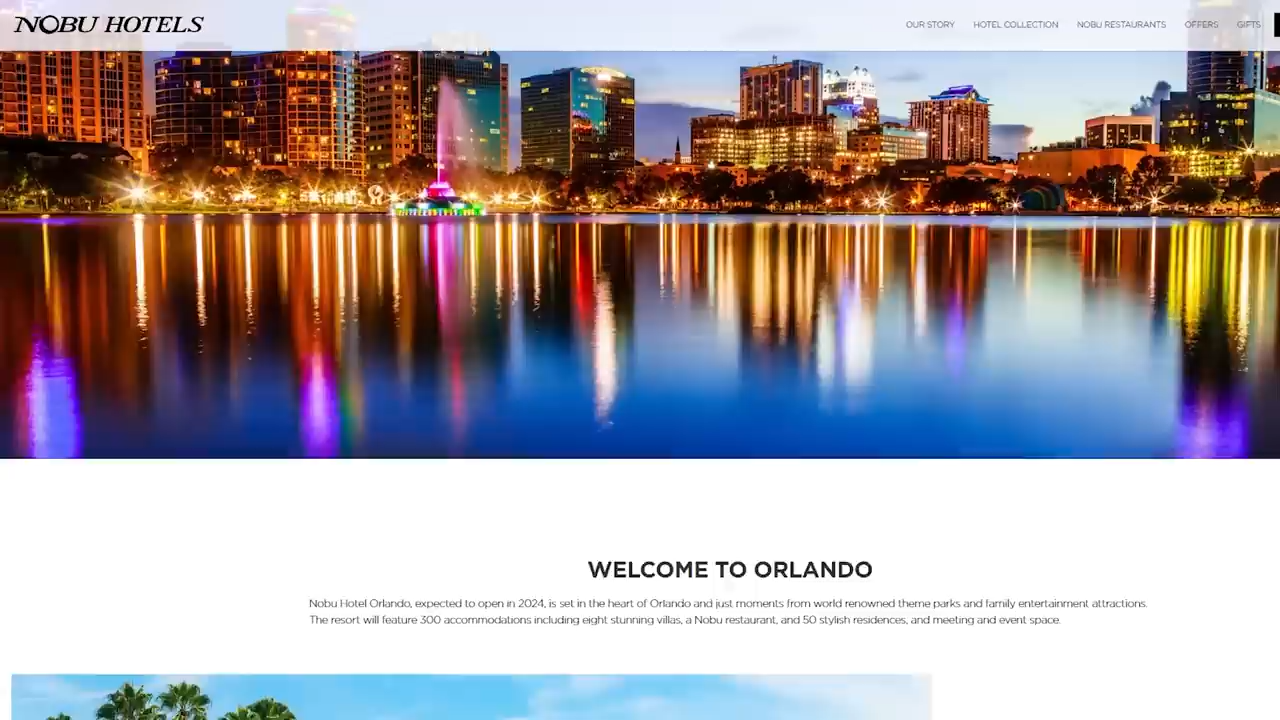 NOBU HOTELS
OUR STORY HOTEL COLLECTION NOBU RESTAURANTS OFFERS GIFTS
WELCOME TO ORLANDO
Nobu Hotel Orlando, expected to open in 2024, is set in the heart of Orlando and just moments from world renowned theme parks and family entertainment attractions.
The resort will feature 300 accommodations including eight stunning villas, a Nobu restaurant, and 50 stylish residences, and meeting and event space.